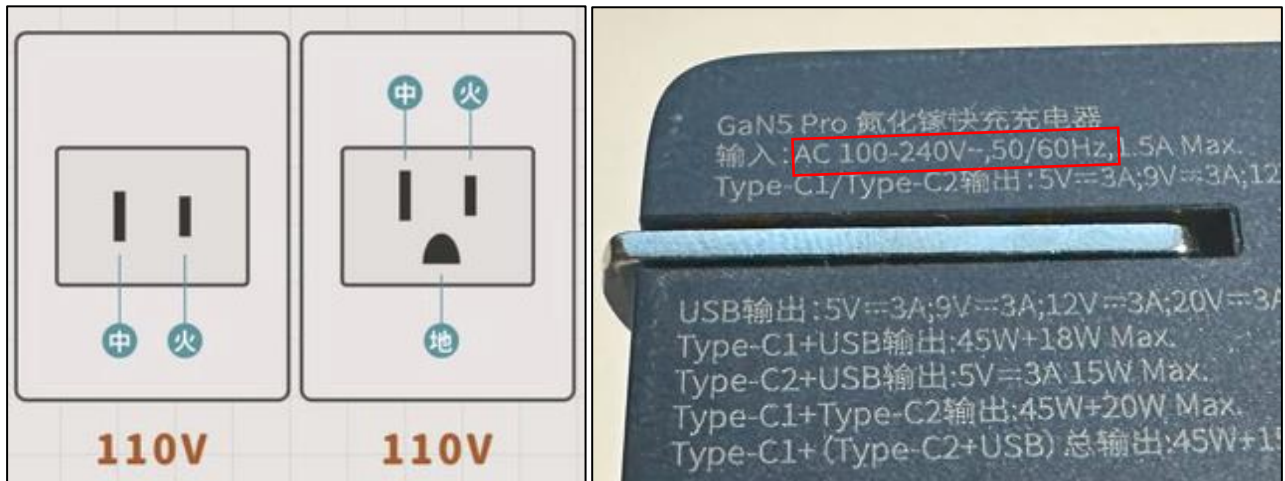 中 火
中 火
地
110V
110V
GaN5 Pro 氮化镓快充充电器
输入:AC 100-240V~,50/60Hz,1.5A Max.
Type-C1/Type-C2输出:5V⎓3A;9V⎓3A;12
USB输出:5V⎓3A;9V⎓3A;12V⎓3A;20V⎓3A
Type-C1+USB输出:45W+18W Max.
Type-C2+USB输出:5V⎓3A 15W Max.
Type-C1+Type-C2输出:45W+20W Max.
Type-C1+(Type-C2+USB)总输出:45W+1